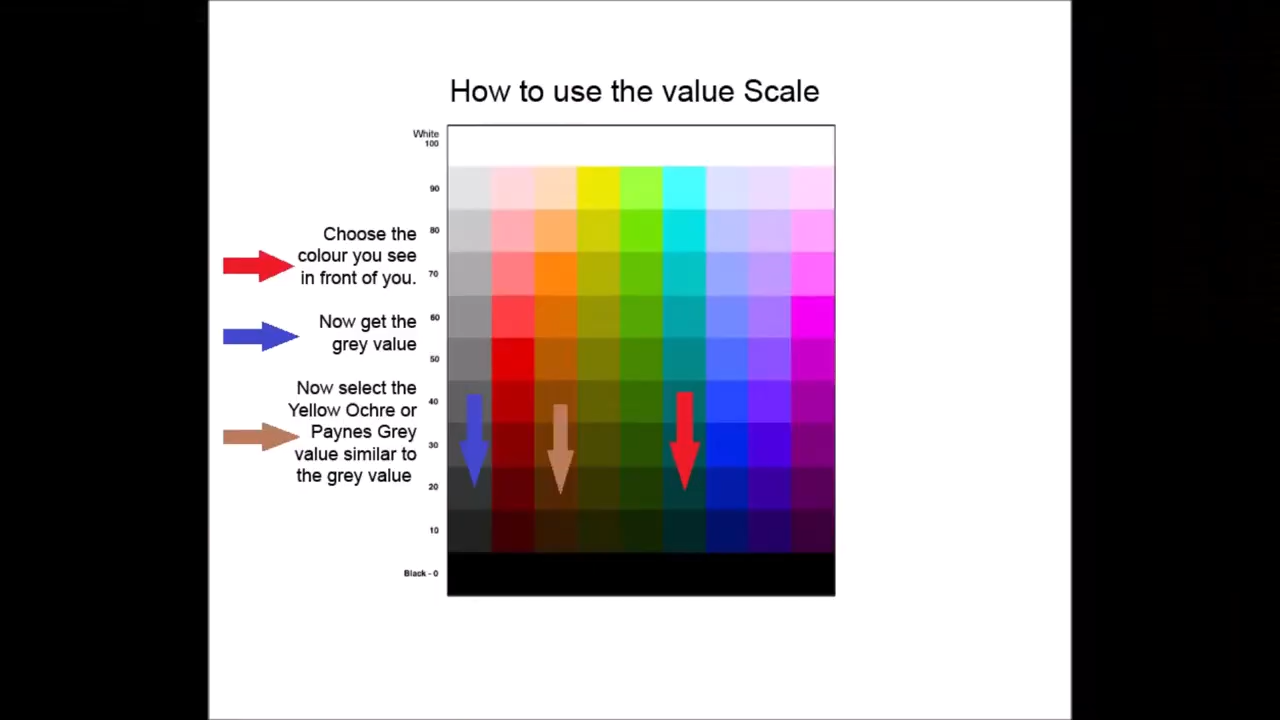 How to use the value Scale
White
100
90
80
70
60
50
40
30
20
10
Black - 0
Choose the
colour you see
in front of you.
Now get the
grey value
Now select the
Yellow Ochre or
Paynes Grey
value similar to
the grey value